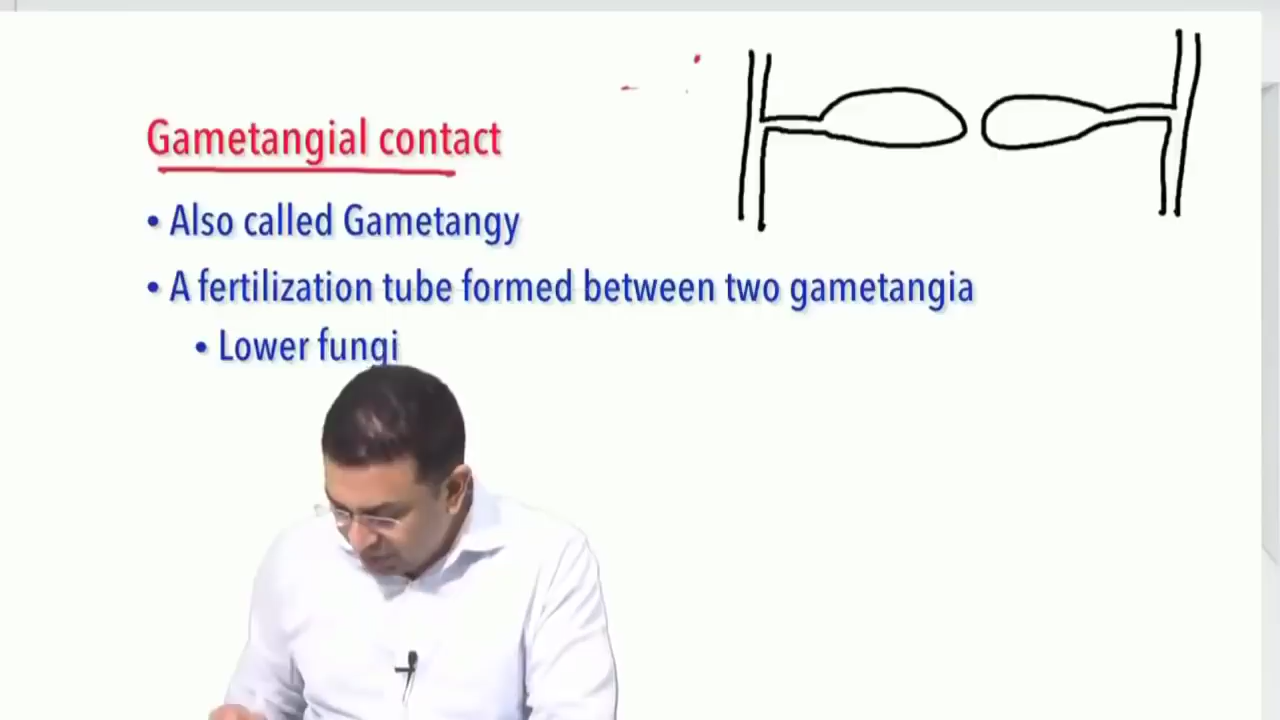 Gametangial contact
• Also called Gametangy
• A fertilization tube formed between two gametangia
• Lower fungi